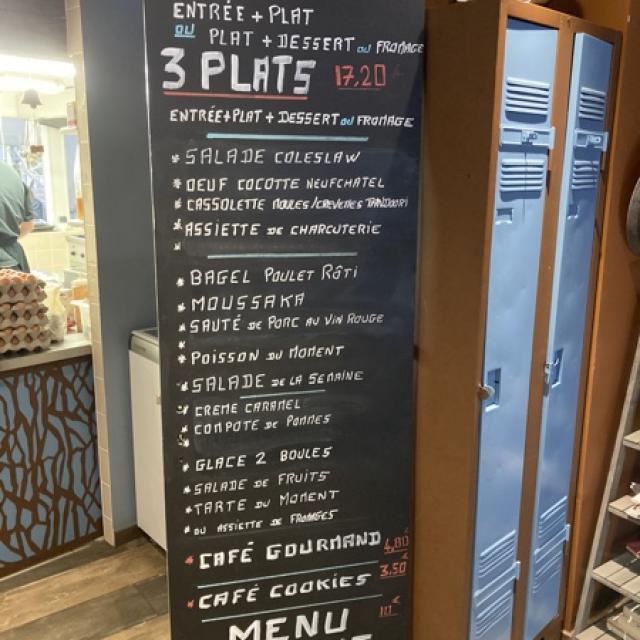 ENTRÉE + PLAT
OU PLAT + DESSERT OU FROMAGE
3 PLATS 17,20
ENTRÉE+PLAT + DESSERT OU FROMAGE
* SALADE COLESLAW
* OEUF COCOTTE NEUFCHATEL
* CASSOLETTE MOULES/CREVETTES TANDOORI
* ASSIETTE DE CHARCUTERIE
*
* BAGEL POULET RÔTI
* MOUSSAKA
* SAUTÉ DE PORC AU VIN ROUGE
*
* POISSON DU MOMENT
* SALADE DE LA SEMAINE
* CREME CARAMEL
* COMPOTE DE POMMES
*
* GLACE 2 BOULES
* SALADE DE FRUITS
* TARTE DU MOMENT
* OU ASSIETTE DE FROMAGES
* CAFÉ GOURMAND 4,80€
* CAFÉ COOKIES 3,50€
MENU